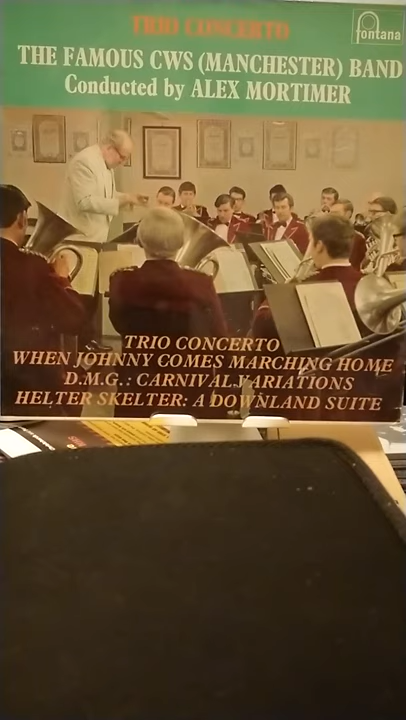 TRIO CONCERTO
fontana
THE FAMOUS CWS (MANCHESTER) BAND
Conducted by ALEX MORTIMER
TRIO CONCERTO
WHEN JOHNNY COMES MARCHING HOME
D.M.G.: CARNIVAL VARIATIONS
HELTER SKELTER: A DOWNLAND SUITE